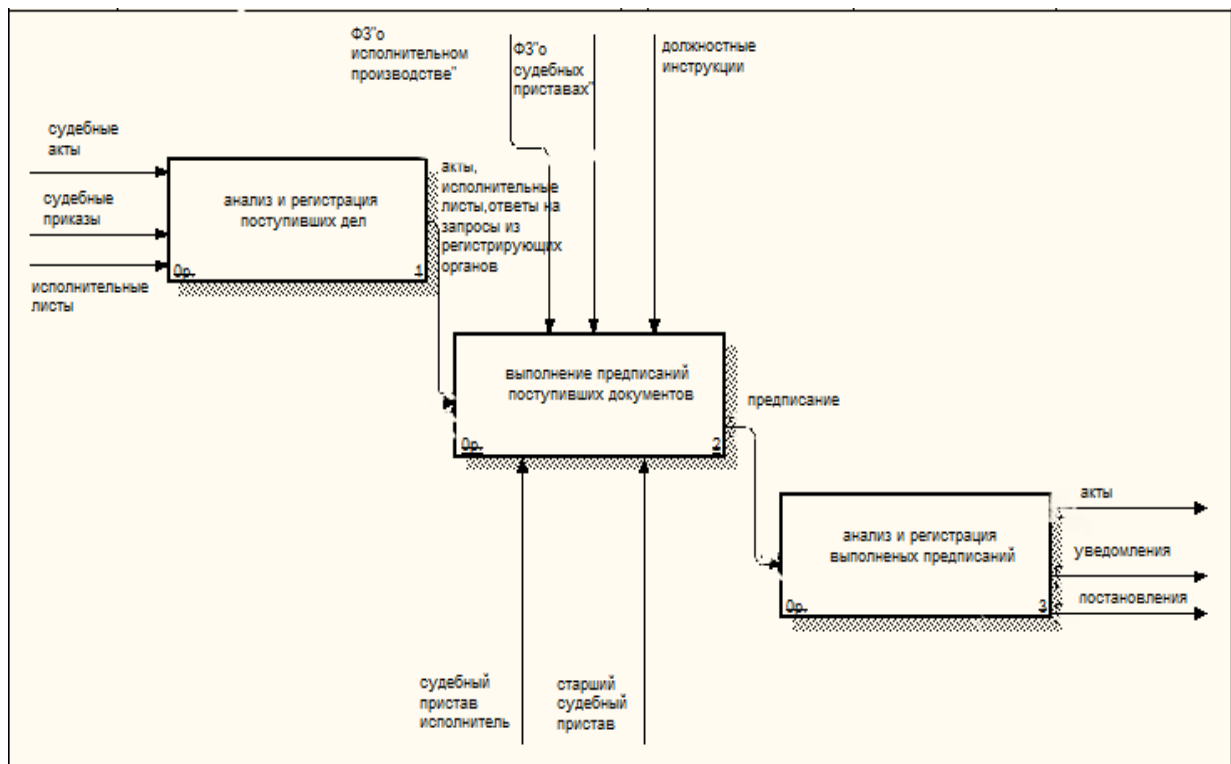 ФЗ"о
исполнительном
производстве"
ФЗ"о
судебных
приставах"
должностные
инструкции
судебные
акты
судебные
приказы
исполнительные
листы
анализ и регистрация
поступивших дел
0р.
1
акты,
исполнительные
листы,ответы на
запросы из
регистрирующих
органов
выполнение предписаний
поступивших документов
0р.
2
предписание
анализ и регистрация
выполненых предписаний
0р.
3
акты
уведомления
постановления
судебный
пристав
исполнитель
старший
судебный
пристав